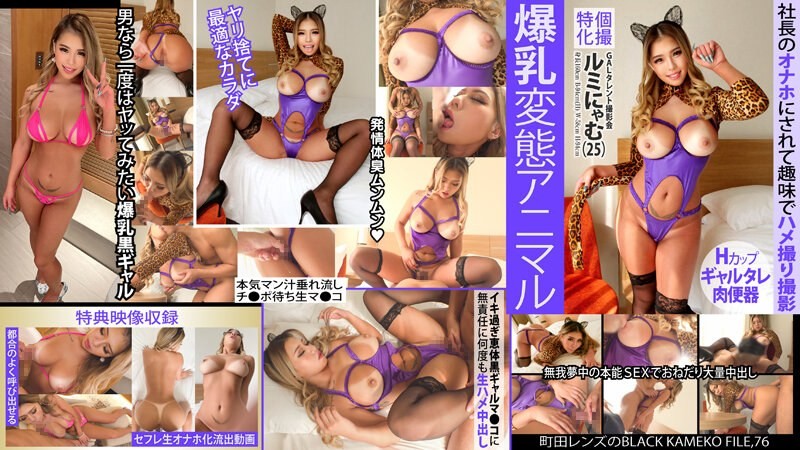 社長のオナホにされて趣味でハメ撮り撮影
個撮
特化
GALタレント撮影会
ルミにゃむ(25)
Hカップ
ギャルタレ
肉便器
爆乳変態アニマル
ヤリ捨てに
最適なカラダ
発情体臭ムンムン♥
男なら一度はヤッてみたい爆乳黒ギャル
本気マン汁垂れ流し
チ●ポ待ち生マ●コ
特典映像収録
都合のよく呼び出せる
セフレ生オナホ化流出動画
イキ過ぎ恵体黒ギャルマ●コに
無責任に何度も生ハメ中出し
無我夢中の本能SEXでおねだり大量中出し
町田レンズのBLACK KAMEKO FILE,76